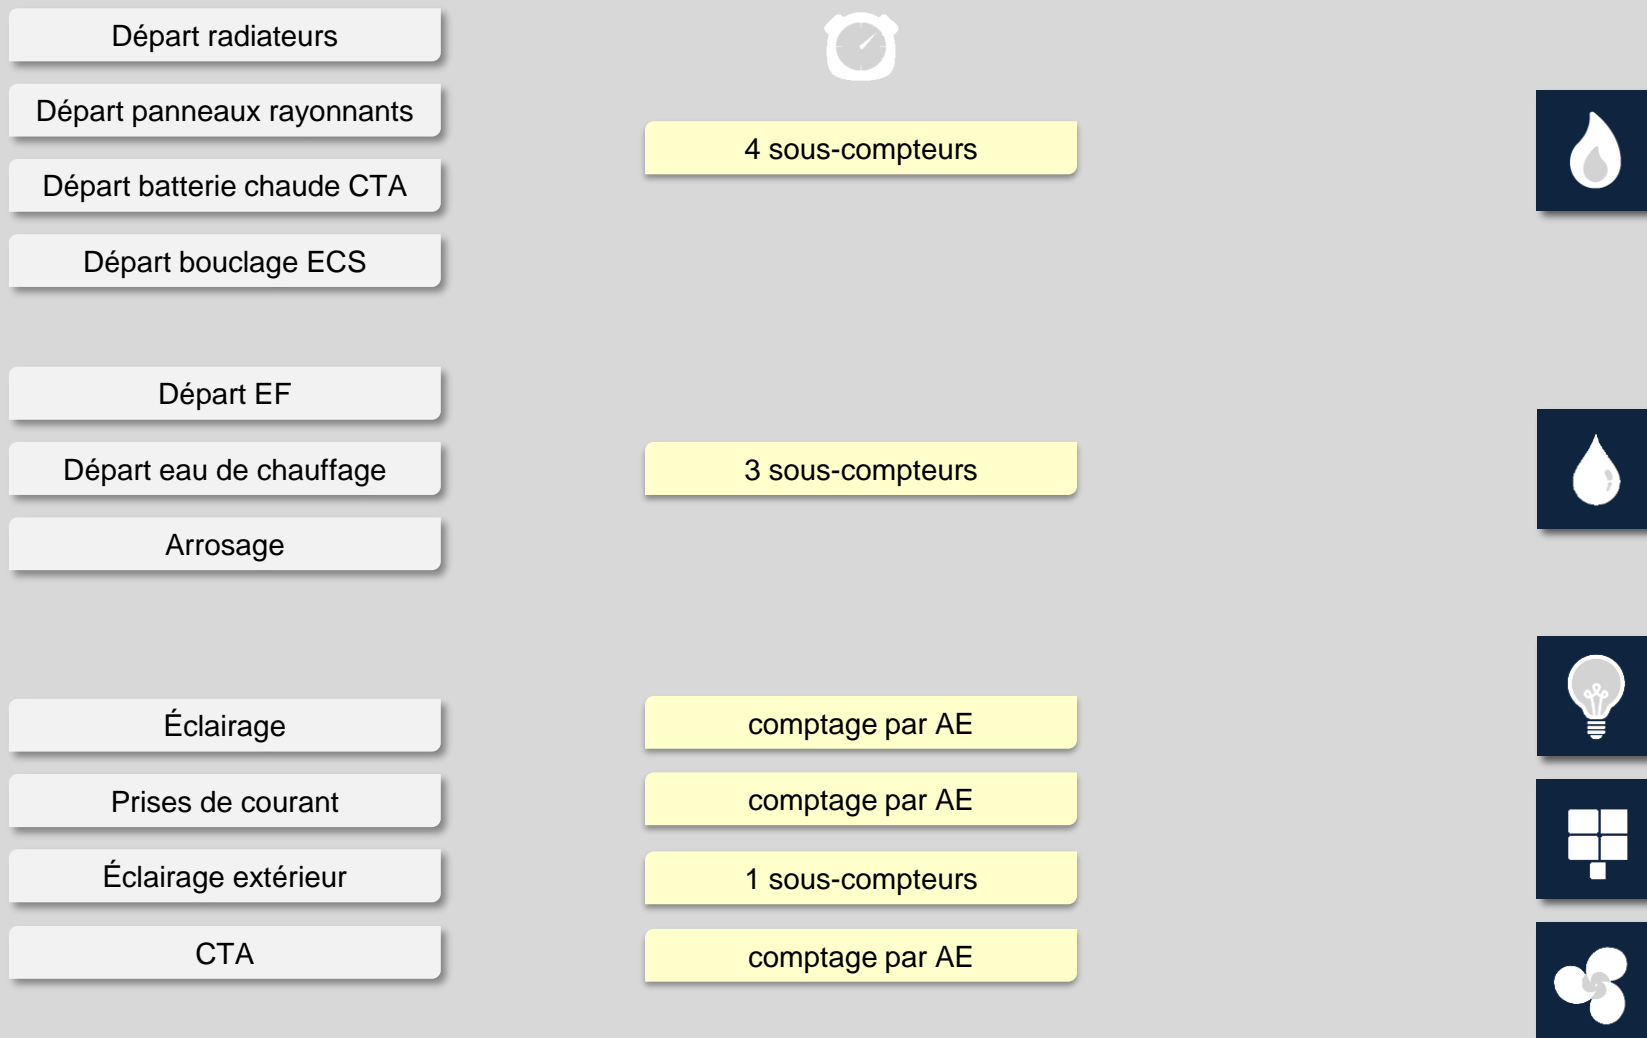 Départ radiateurs
Départ panneaux rayonnants
4 sous-compteurs
Départ batterie chaude CTA
Départ bouclage ECS
Départ EF
Départ eau de chauffage
3 sous-compteurs
Arrosage
Éclairage
comptage par AE
Prises de courant
comptage par AE
Éclairage extérieur
1 sous-compteurs
CTA
comptage par AE